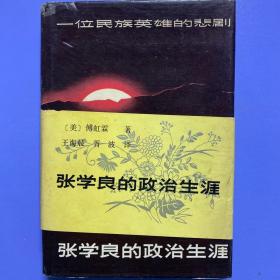 一位民族英雄的悲剧
〔美〕傅虹霖 著
王海晨 胥波 译
张学良的政治生涯
张学良的政治生涯